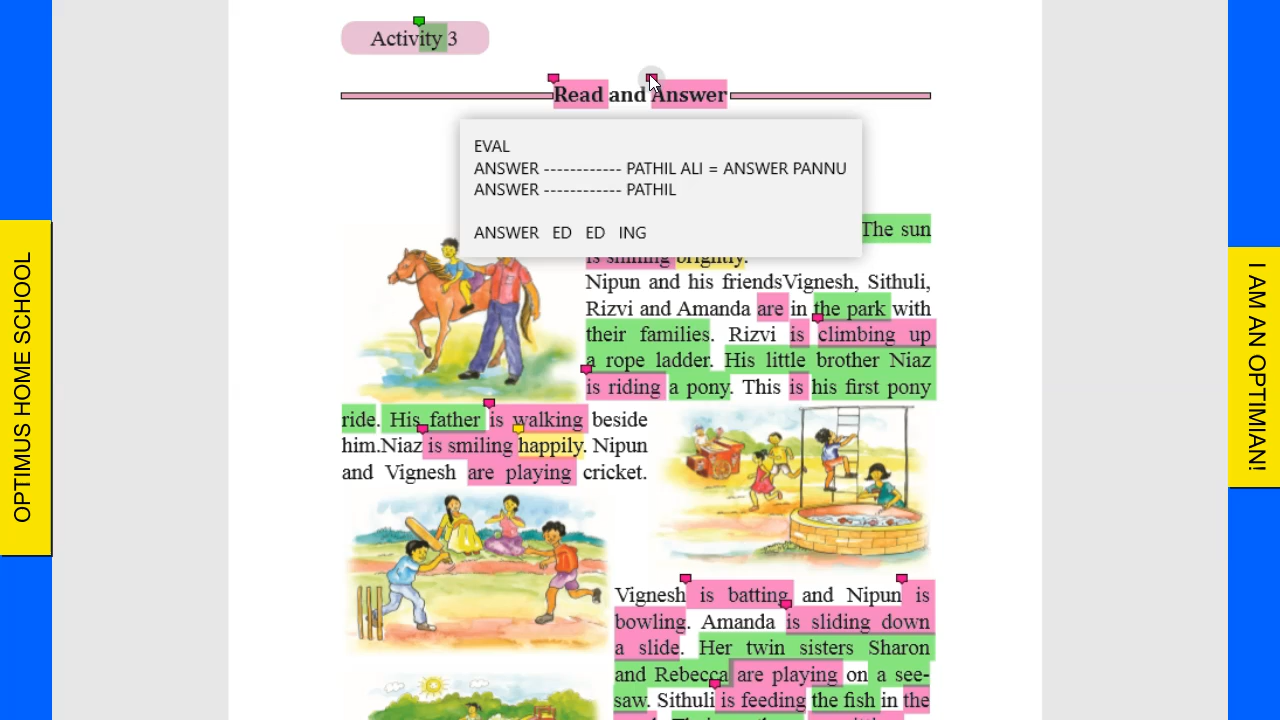 Activity 3
Read and Answer
EVAL
ANSWER ------------ PATHIL ALI = ANSWER PANNU
ANSWER ------------ PATHIL
ANSWER ED ED ING
The sun
is smiling brightly.
Nipun and his friendsVignesh, Sithuli,
Rizvi and Amanda are in the park with
their families. Rizvi is climbing up
a rope ladder. His little brother Niaz
is riding a pony. This is his first pony
ride. His father is walking beside
him.Niaz is smiling happily. Nipun
and Vignesh are playing cricket.
Vignesh is batting and Nipun is
bowling. Amanda is sliding down
a slide. Her twin sisters Sharon
and Rebecca are playing on a see-
saw. Sithuli is feeding the fish in the
OPTIMUS HOME SCHOOL
I AM AN OPTIMIAN!